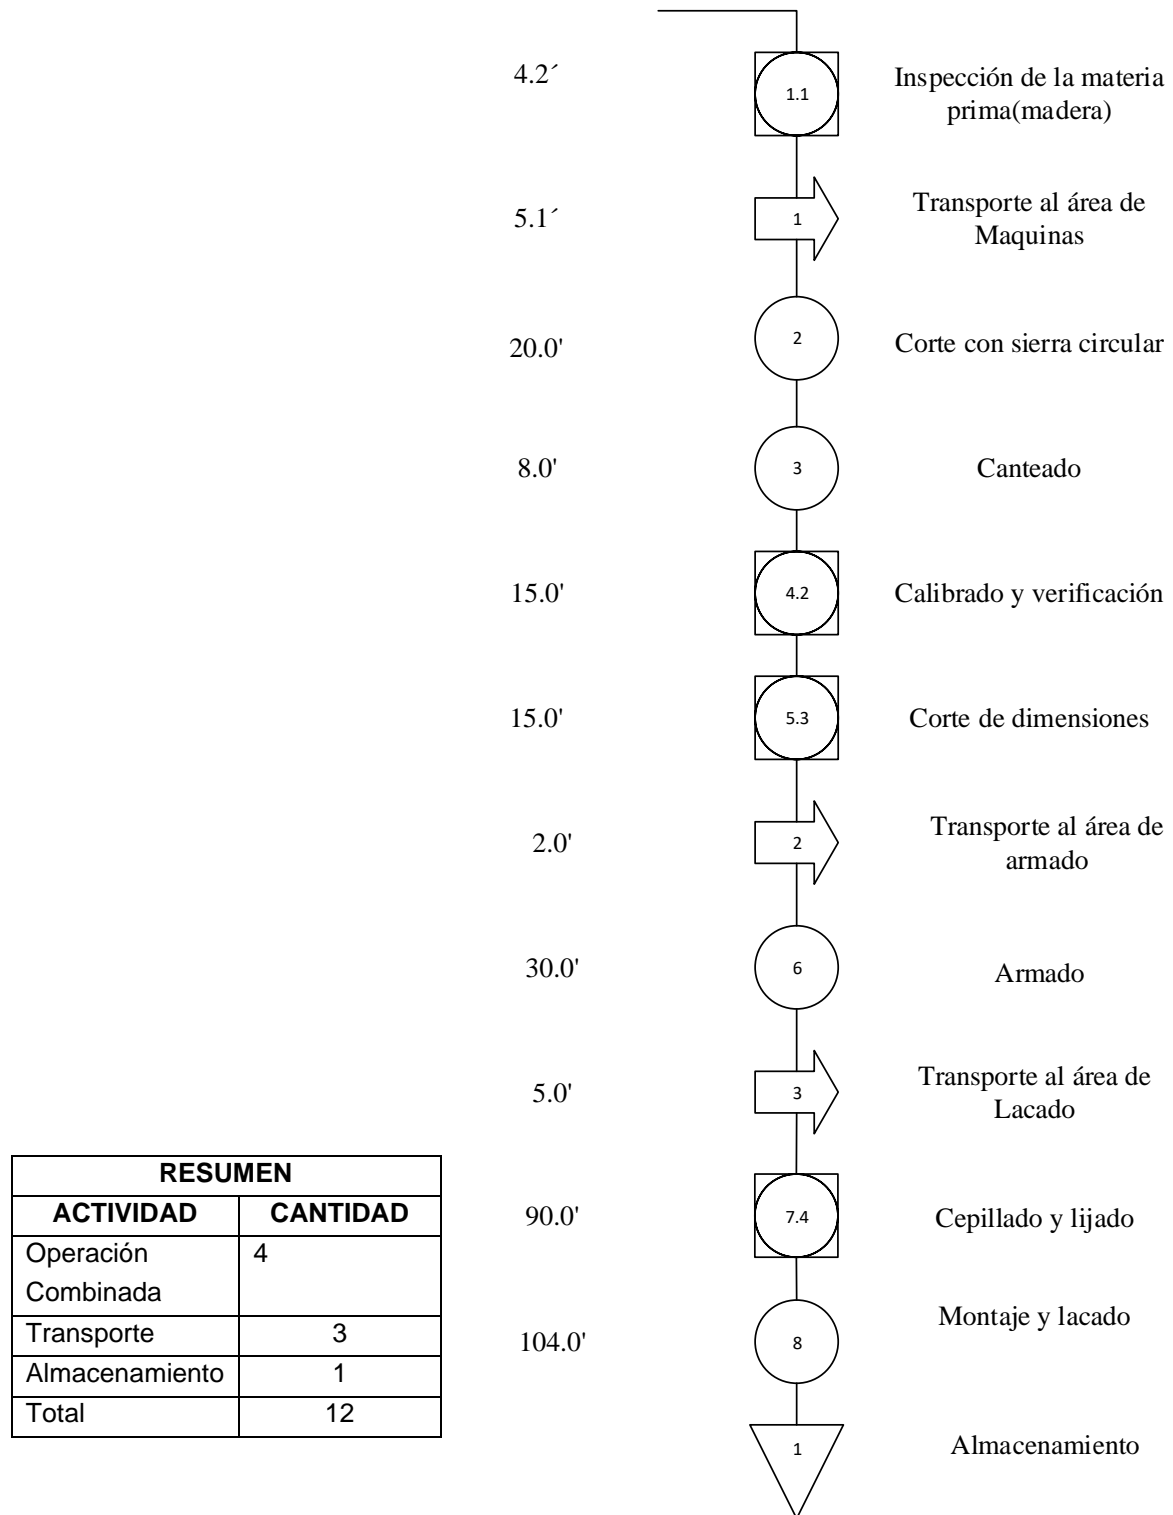 4.2´
1.1
Inspección de la materia
prima(madera)
5.1´
1
Transporte al área de
Maquinas
20.0'
2
Corte con sierra circular
8.0'
3
Canteado
15.0'
4.2
Calibrado y verificación
15.0'
5.3
Corte de dimensiones
2.0'
2
Transporte al área de
armado
30.0'
6
Armado
5.0'
3
Transporte al área de
Lacado
90.0'
7.4
Cepillado y lijado
104.0'
8
Montaje y lacado
1
Almacenamiento
RESUMEN
ACTIVIDAD CANTIDAD
Operación 4
Combinada
Transporte 3
Almacenamiento 1
Total 12